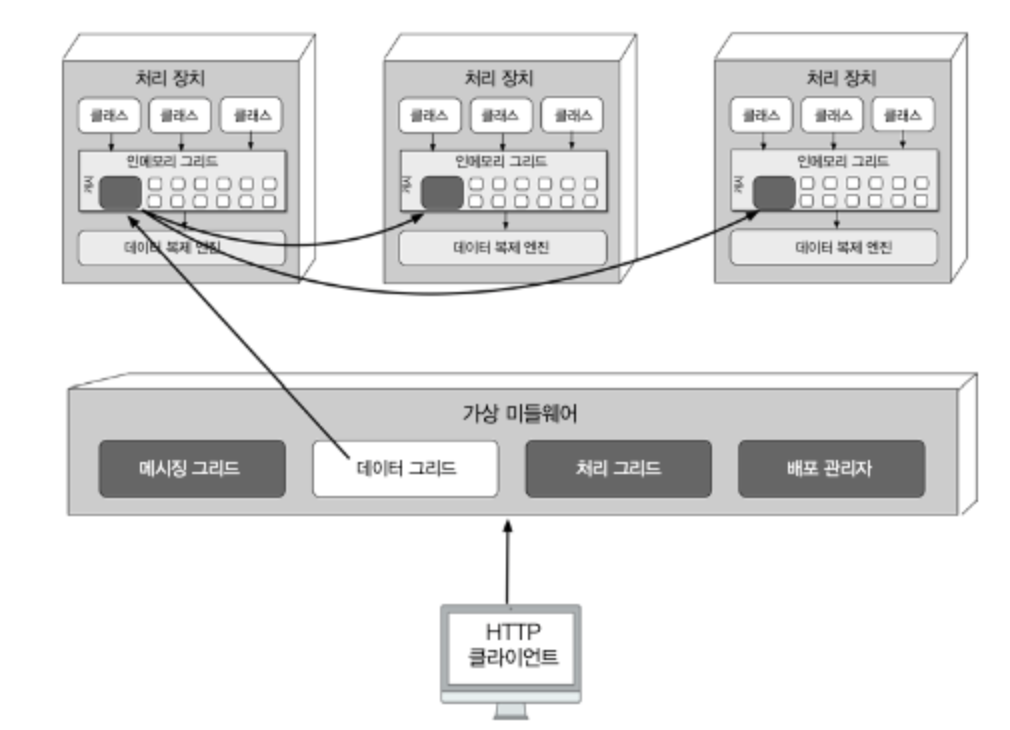 처리 장치
클래스 클래스 클래스
인메모리 그리드
캐시
데이터 복제 엔진
처리 장치
클래스 클래스 클래스
인메모리 그리드
캐시
데이터 복제 엔진
처리 장치
클래스 클래스 클래스
인메모리 그리드
캐시
데이터 복제 엔진
가상 미들웨어
메시징 그리드
데이터 그리드
처리 그리드
배포 관리자
HTTP
클라이언트